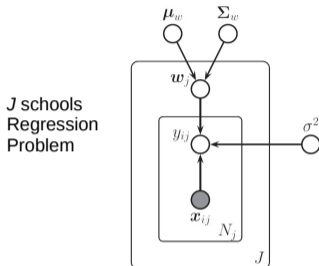 μ_w Σ_w
w_j
J schools
Regression
Problem
y_ij σ²
x_ij
N_j
J